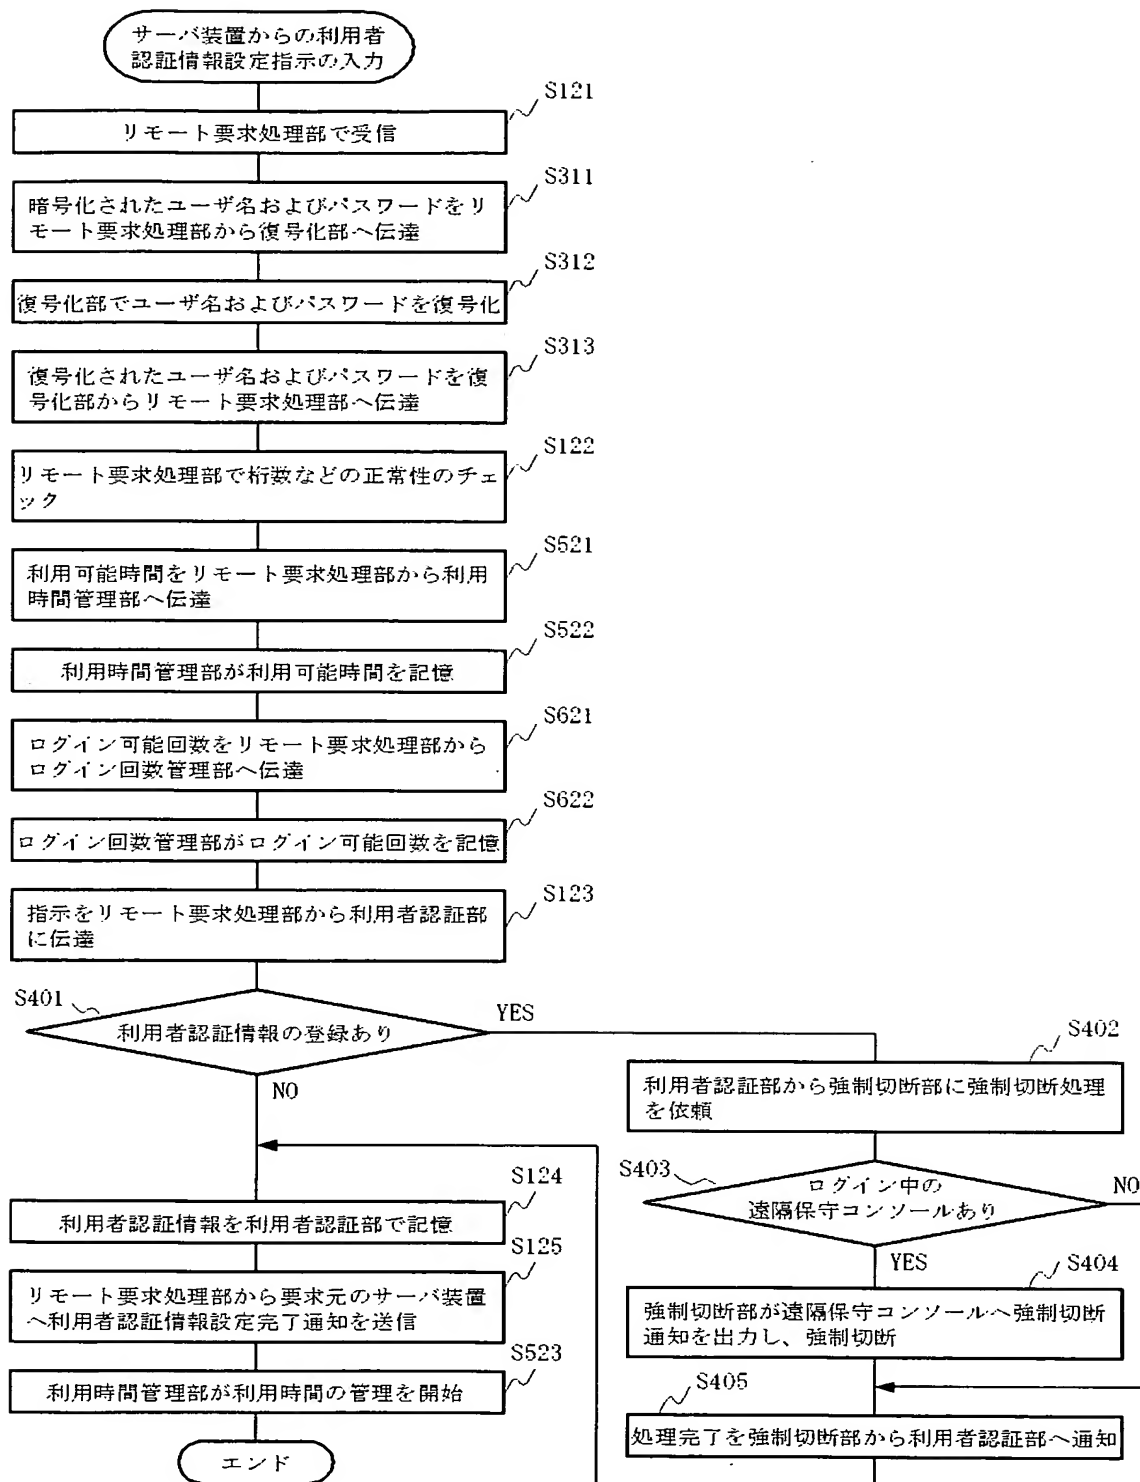 サーバ装置からの利用者
認証情報設定指示の入力
S121
リモート要求処理部で受信
S311
暗号化されたユーザ名およびパスワードをリ
モート要求処理部から復号化部へ伝達
S312
復号化部でユーザ名およびパスワードを復号化
S313
復号化されたユーザ名およびパスワードを復
号化部からリモート要求処理部へ伝達
S122
リモート要求処理部で桁数などの正常性のチェ
ック
S521
利用可能時間をリモート要求処理部から利用
時間管理部へ伝達
S522
利用時間管理部が利用可能時間を記憶
S621
ログイン可能回数をリモート要求処理部から
ログイン回数管理部へ伝達
S622
ログイン回数管理部がログイン可能回数を記憶
S123
指示をリモート要求処理部から利用者認証部
に伝達
S401
利用者認証情報の登録あり
YES
NO
S402
利用者認証部から強制切断部に強制切断処理
を依頼
S403
ログイン中の
遠隔保守コンソールあり
NO
YES
S404
強制切断部が遠隔保守コンソールへ強制切断
通知を出力し、強制切断
S405
処理完了を強制切断部から利用者認証部へ通知
S124
利用者認証情報を利用者認証部で記憶
S125
リモート要求処理部から要求元のサーバ装置
へ利用者認証情報設定完了通知を送信
S523
利用時間管理部が利用時間の管理を開始
エンド